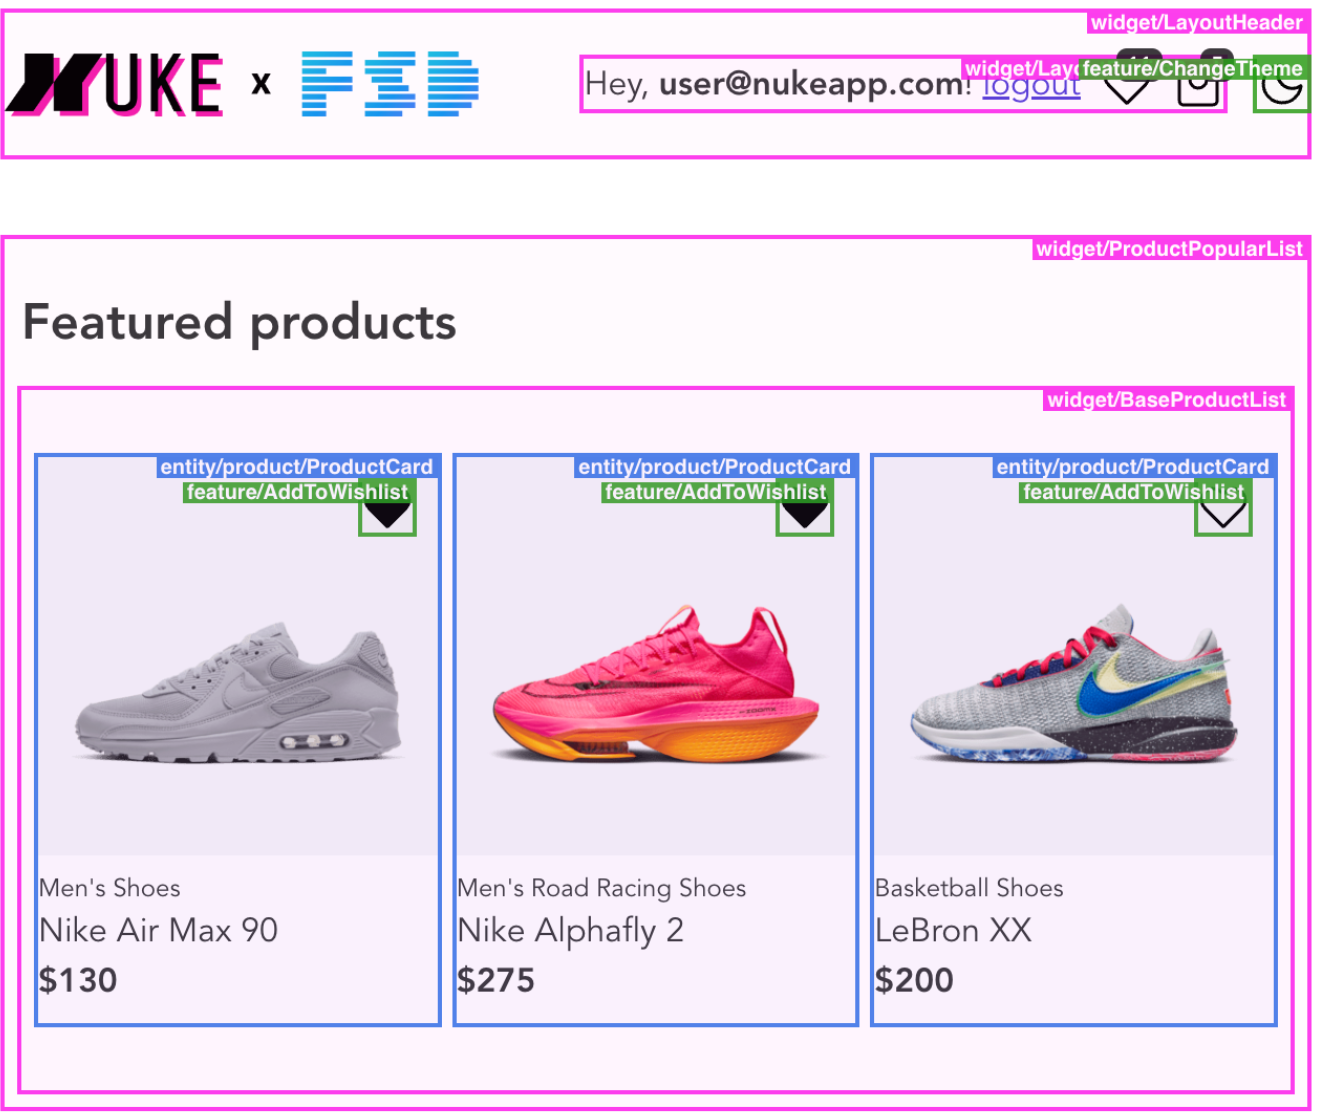 widget/LayoutHeader
NUKE x FSD
Hey, user@nukeapp.com! logout
feature/ChangeTheme
widget/ProductPopularList
Featured products
widget/BaseProductList
entity/product/ProductCard entity/product/ProductCard entity/product/ProductCard
feature/AddToWishlist feature/AddToWishlist feature/AddToWishlist
Men's Shoes
Nike Air Max 90
$130
Men's Road Racing Shoes
Nike Alphafly 2
$275
Basketball Shoes
LeBron XX
$200